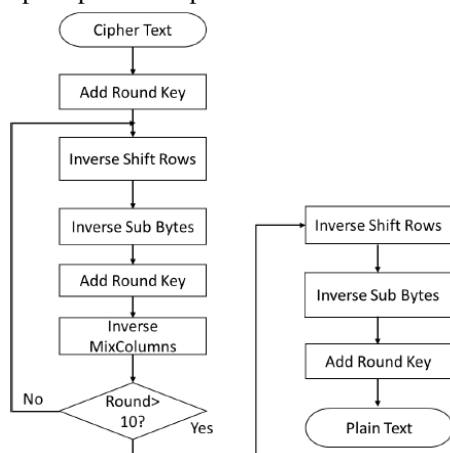 Cipher Text
Add Round Key
Inverse Shift Rows
Inverse Sub Bytes
Add Round Key
Inverse
MixColumns
Round>
10?
No
Yes
Inverse Shift Rows
Inverse Sub Bytes
Add Round Key
Plain Text